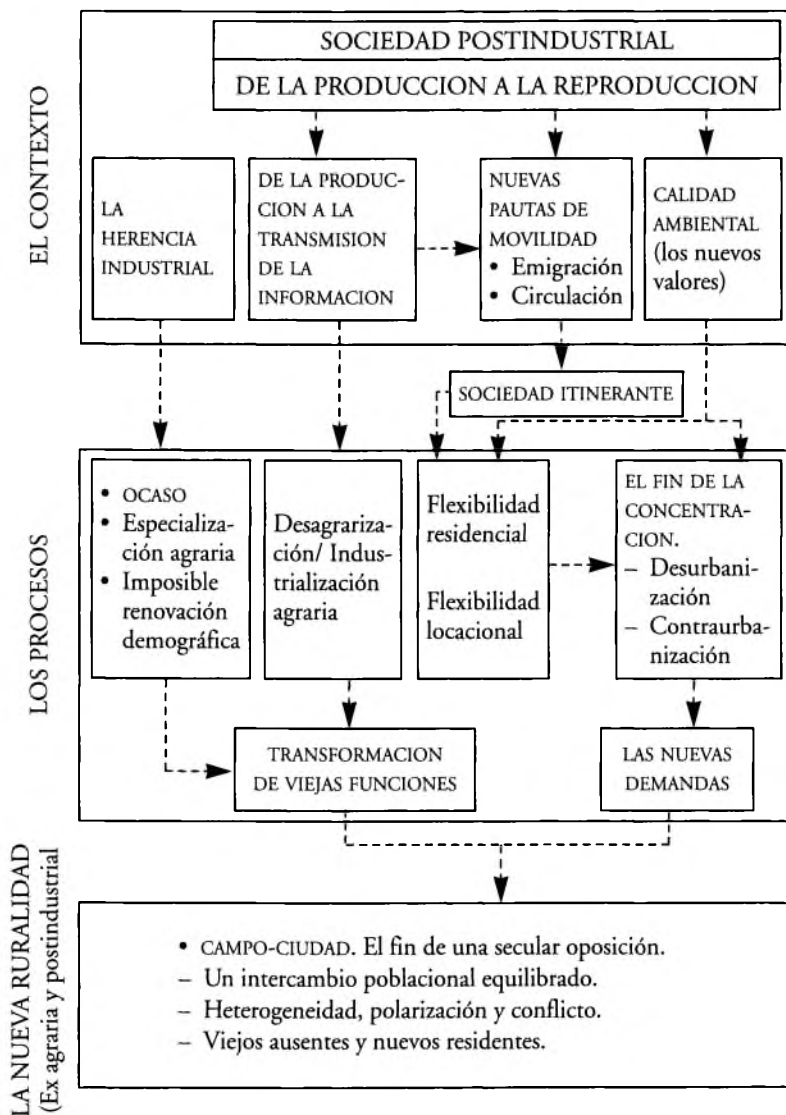 EL CONTEXTO
SOCIEDAD POSTINDUSTRIAL
DE LA PRODUCCION A LA REPRODUCCION
LA
HERENCIA
INDUSTRIAL
DE LA PRODUC-
CION A LA
TRANSMISION
DE LA
INFORMACION
NUEVAS
PAUTAS DE
MOVILIDAD
• Emigración
• Circulación
CALIDAD
AMBIENTAL
(los nuevos
valores)
SOCIEDAD ITINERANTE
LOS PROCESOS
• OCASO
• Especializa-
ción agraria
• Imposible
renovación
demográfica
Desagrariza-
ción/ Indus-
trialización
agraria
Flexibilidad
residencial
Flexibilidad
locacional
EL FIN DE LA
CONCENTRA-
CION.
– Desurbani-
zación
– Contraurba-
nización
TRANSFORMACION
DE VIEJAS FUNCIONES
LAS NUEVAS
DEMANDAS
LA NUEVA RURALIDAD
(Ex agraria y postindustrial
• CAMPO-CIUDAD. El fin de una secular oposición.
– Un intercambio poblacional equilibrado.
– Heterogeneidad, polarización y conflicto.
– Viejos ausentes y nuevos residentes.